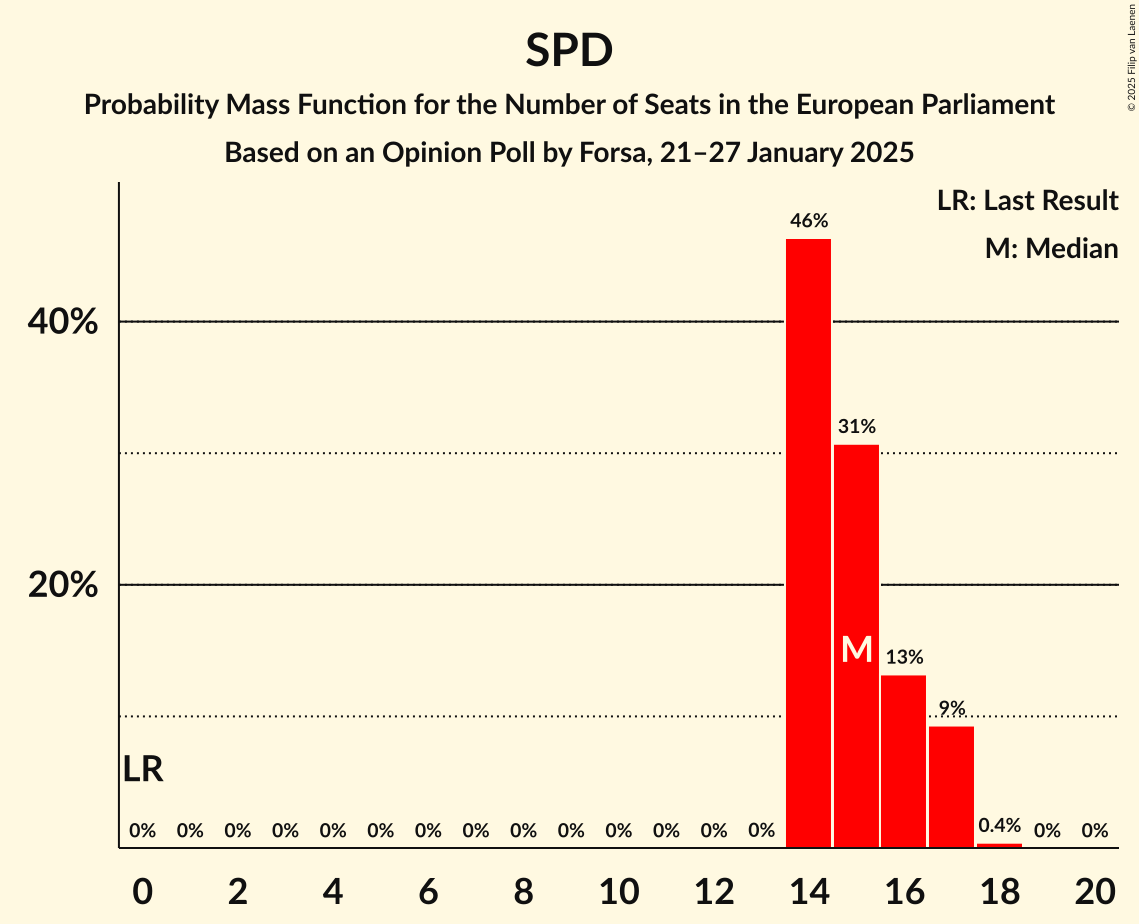 SPD
Probability Mass Function for the Number of Seats in the European Parliament
Based on an Opinion Poll by Forsa, 21–27 January 2025
© 2025 Filip van Laenen
LR: Last Result
M: Median
46%
40%
31%
20%
M
13%
9%
LR
0% 0% 0% 0% 0% 0% 0% 0% 0% 0% 0% 0% 0% 0% 0.4% 0% 0%
0 2 4 6 8 10 12 14 16 18 20